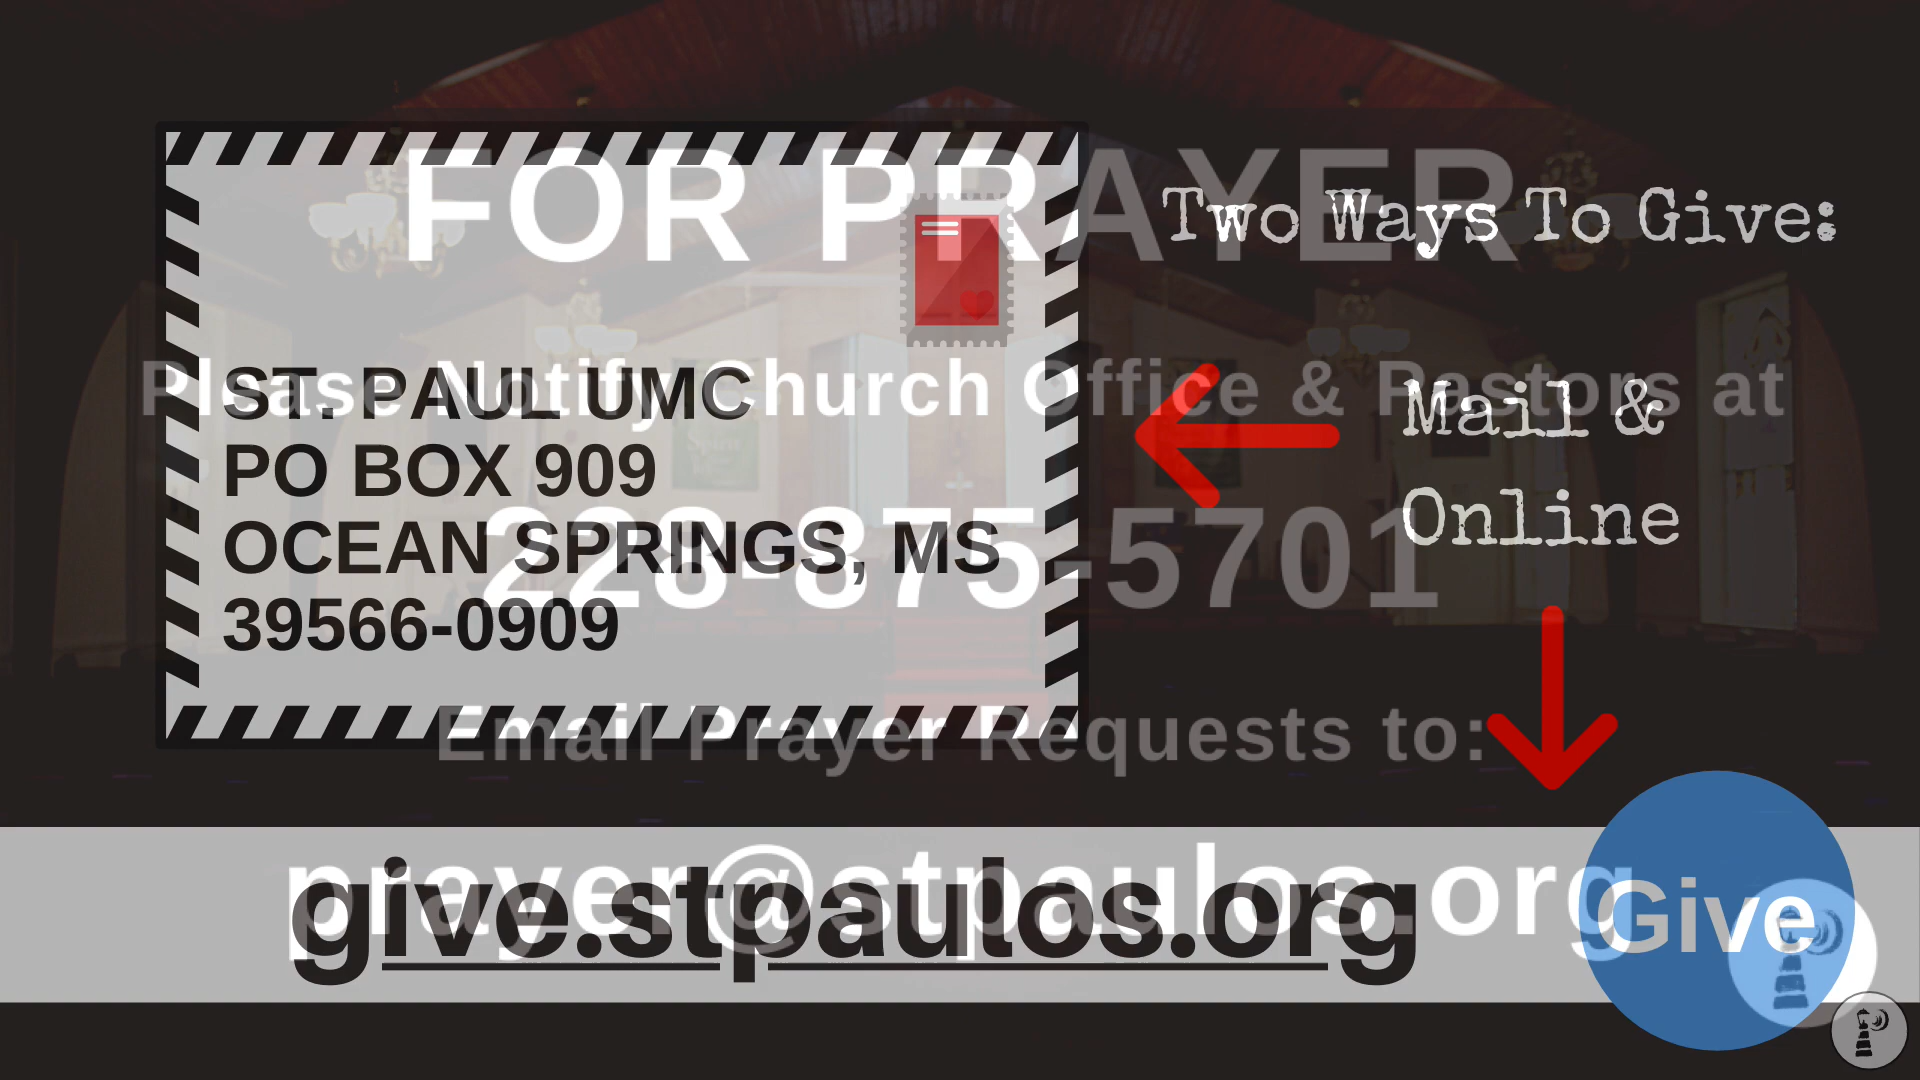 FOR PRAYER
Two Ways To Give:
Please Notify Church Office & Pastors at
ST. PAUL UMC
PO BOX 909
OCEAN SPRINGS, MS
39566-0909
Mail &
Online
228-875-5701
Email Prayer Requests to:
prayer@stpaulos.org
give.stpaulos.org
Give